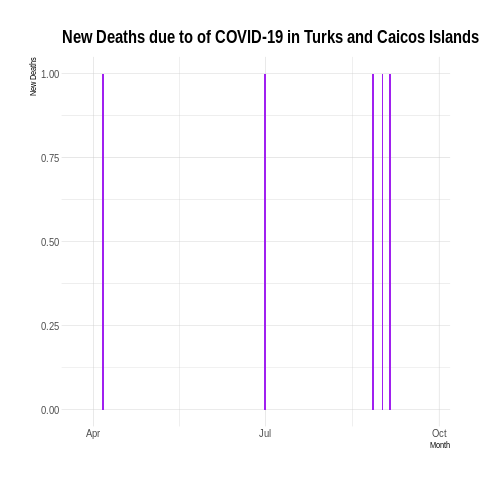 New Deaths due to of COVID-19 in Turks and Caicos Islands
New Deaths
1.00
0.75
0.50
0.25
0.00
Apr
Jul
Oct
Month